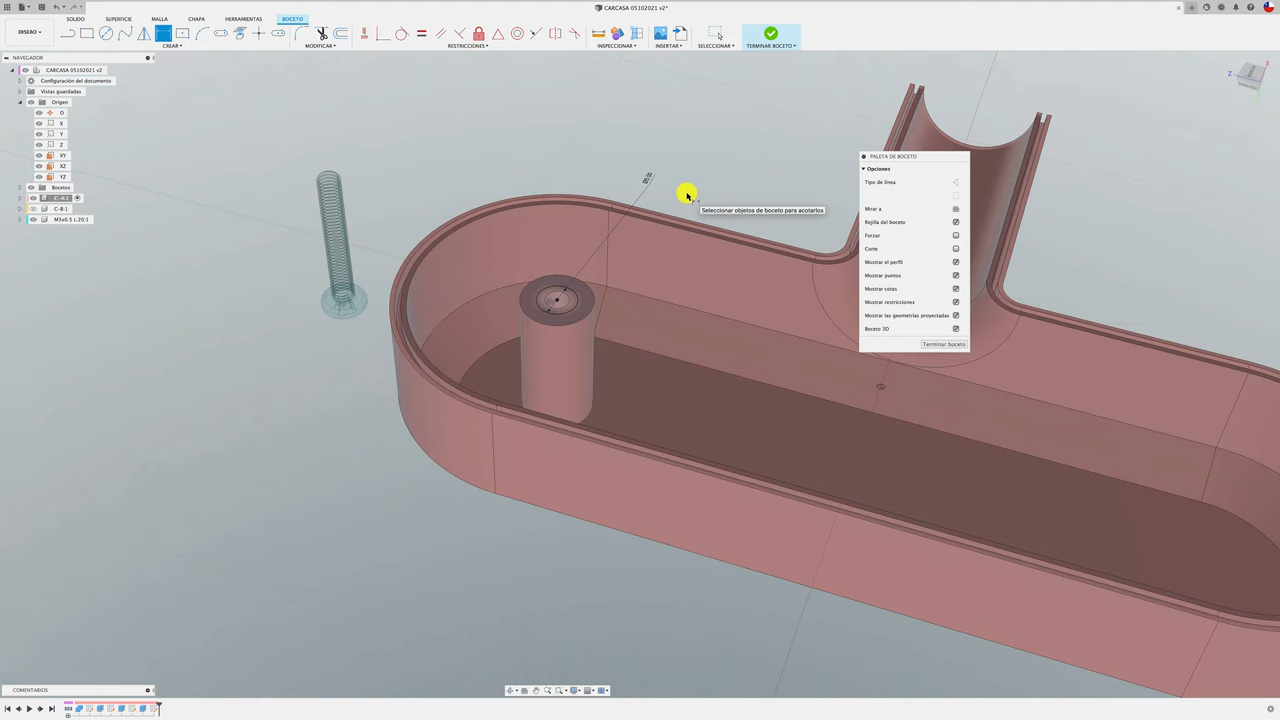 CARCASA 05102021 v2*
SÓLIDO SUPERFICIE MALLA CHAPA HERRAMIENTAS BOCETO
DISEÑO
CREAR
MODIFICAR
RESTRICCIONES
INSPECCIONAR
INSERTAR
SELECCIONAR
TERMINAR BOCETO
NAVEGADOR
CARCASA 05102021 v2
Configuración del documento
Vistas guardadas
Origen
O
X
Y
Z
XY
XZ
YZ
Bocetos
C-A:1
C-B:1
M3x0.5 L.20:1
Seleccionar objetos de boceto para acotarlos
PALETA DE BOCETO
Opciones
Tipo de línea
Mirar a
Rejilla del boceto
Forzar
Corte
Mostrar el perfil
Mostrar puntos
Mostrar cotas
Mostrar restricciones
Mostrar las geometrías proyectadas
Boceto 3D
Terminar boceto
Z
X
COMENTARIOS